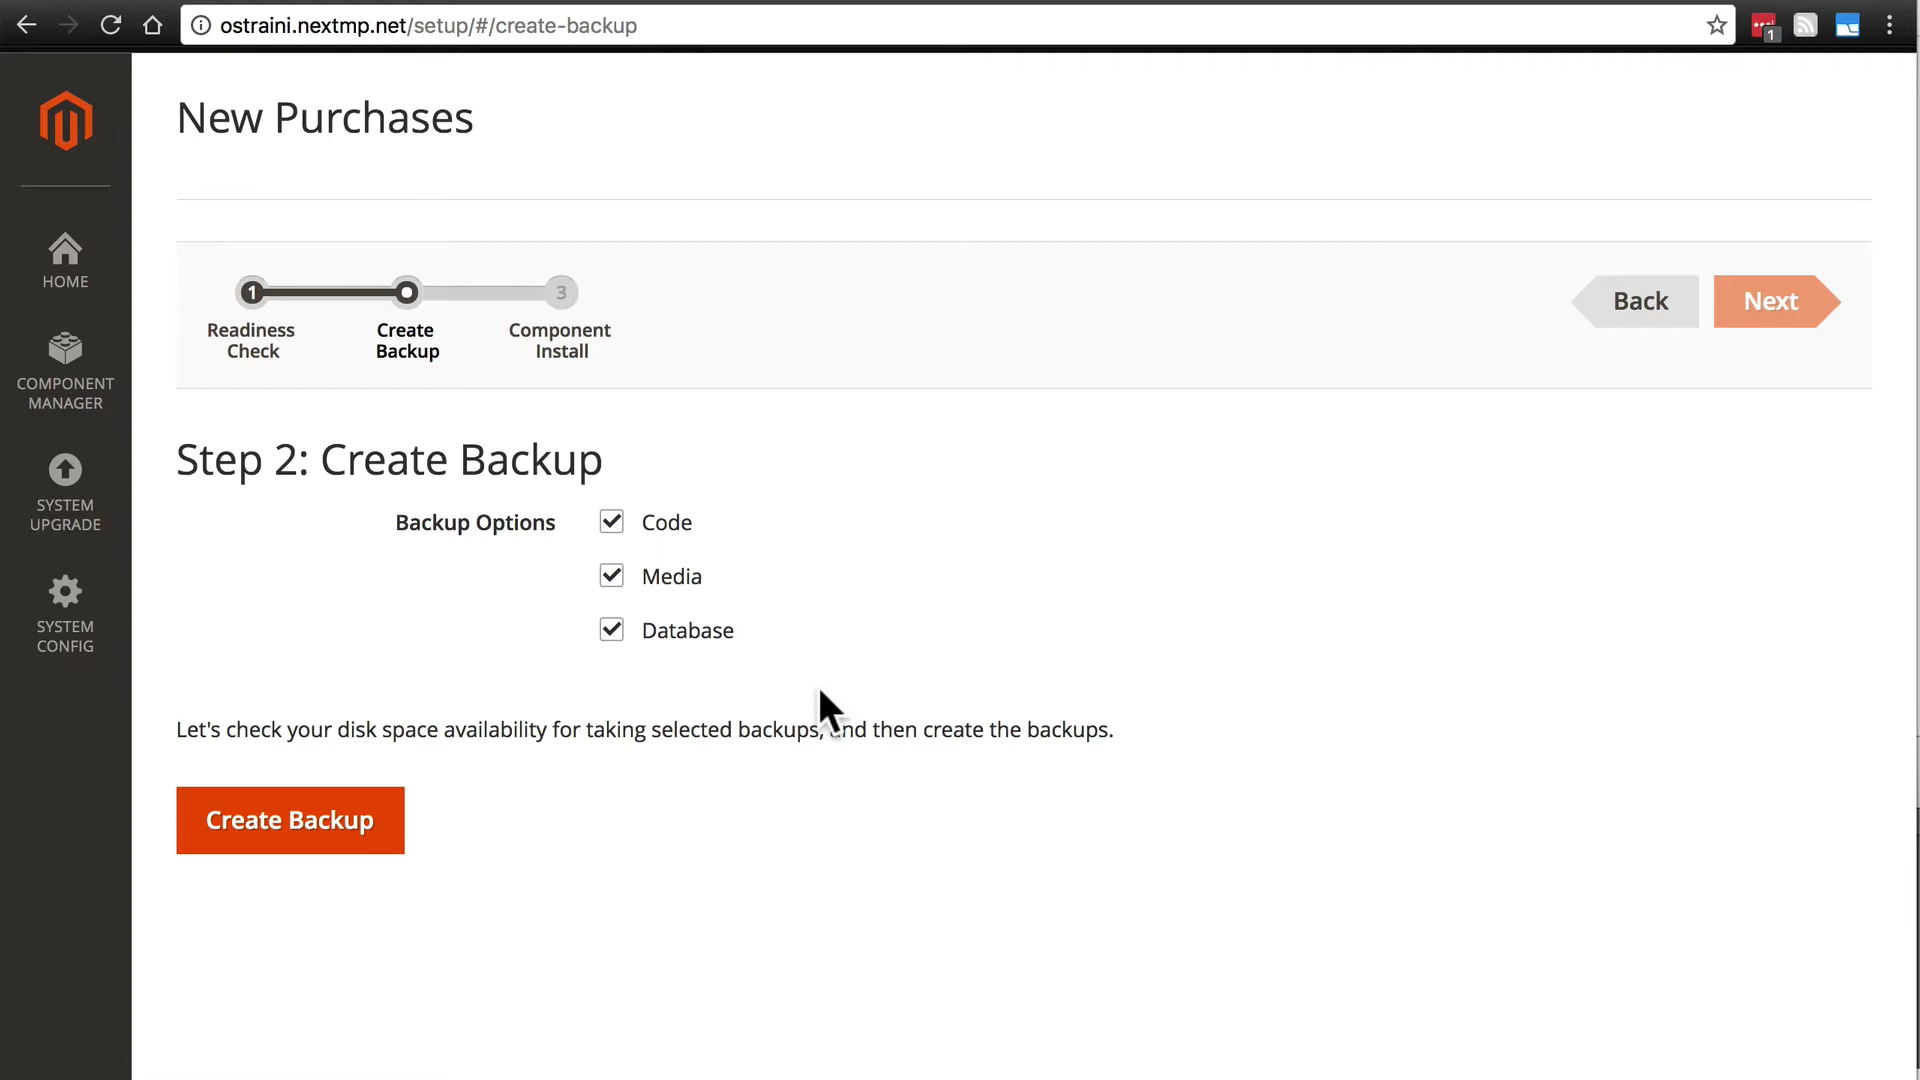 ostraini.nextmp.net/setup/#/create-backup
1
New Purchases
HOME
COMPONENT
MANAGER
SYSTEM
UPGRADE
SYSTEM
CONFIG
1
3
Readiness
Check
Create
Backup
Component
Install
Back
Next
Step 2: Create Backup
Backup Options
Code
Media
Database
Let's check your disk space availability for taking selected backups, and then create the backups.
Create Backup